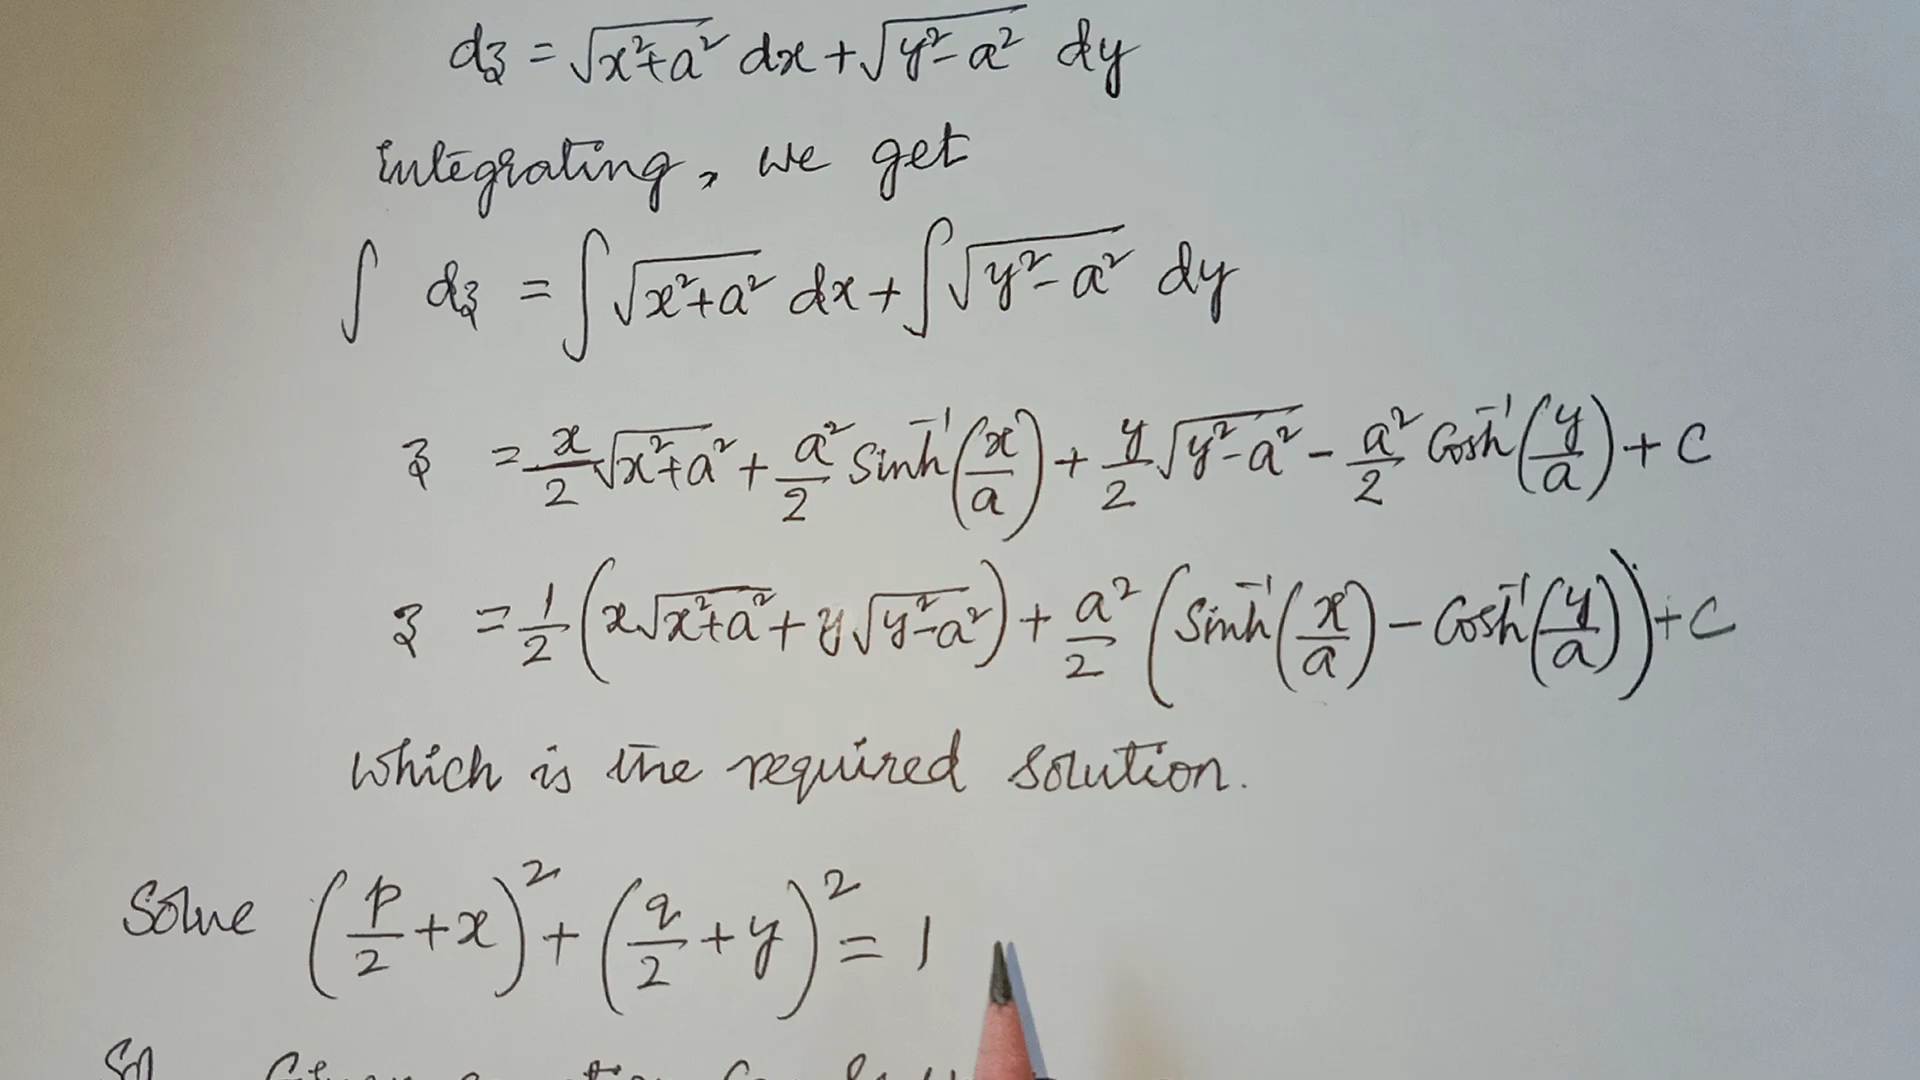 dz = √(x²+a²) dx + √(y²-a²) dy
integrating, we get
∫ dz = ∫√(x²+a²) dx + ∫√(y²-a²) dy
z = x/2 √(x²+a²) + a²/2 Sinh⁻¹(x/a) + y/2 √(y²-a²) - a²/2 Cosh⁻¹(y/a) + C
z = 1/2 (x√(x²+a²) + y√(y²-a²)) + a²/2 (Sinh⁻¹(x/a) - Cosh⁻¹(y/a)) + C
which is the required solution.
Solve (p/2 + x)² + (q/2 + y)² = 1